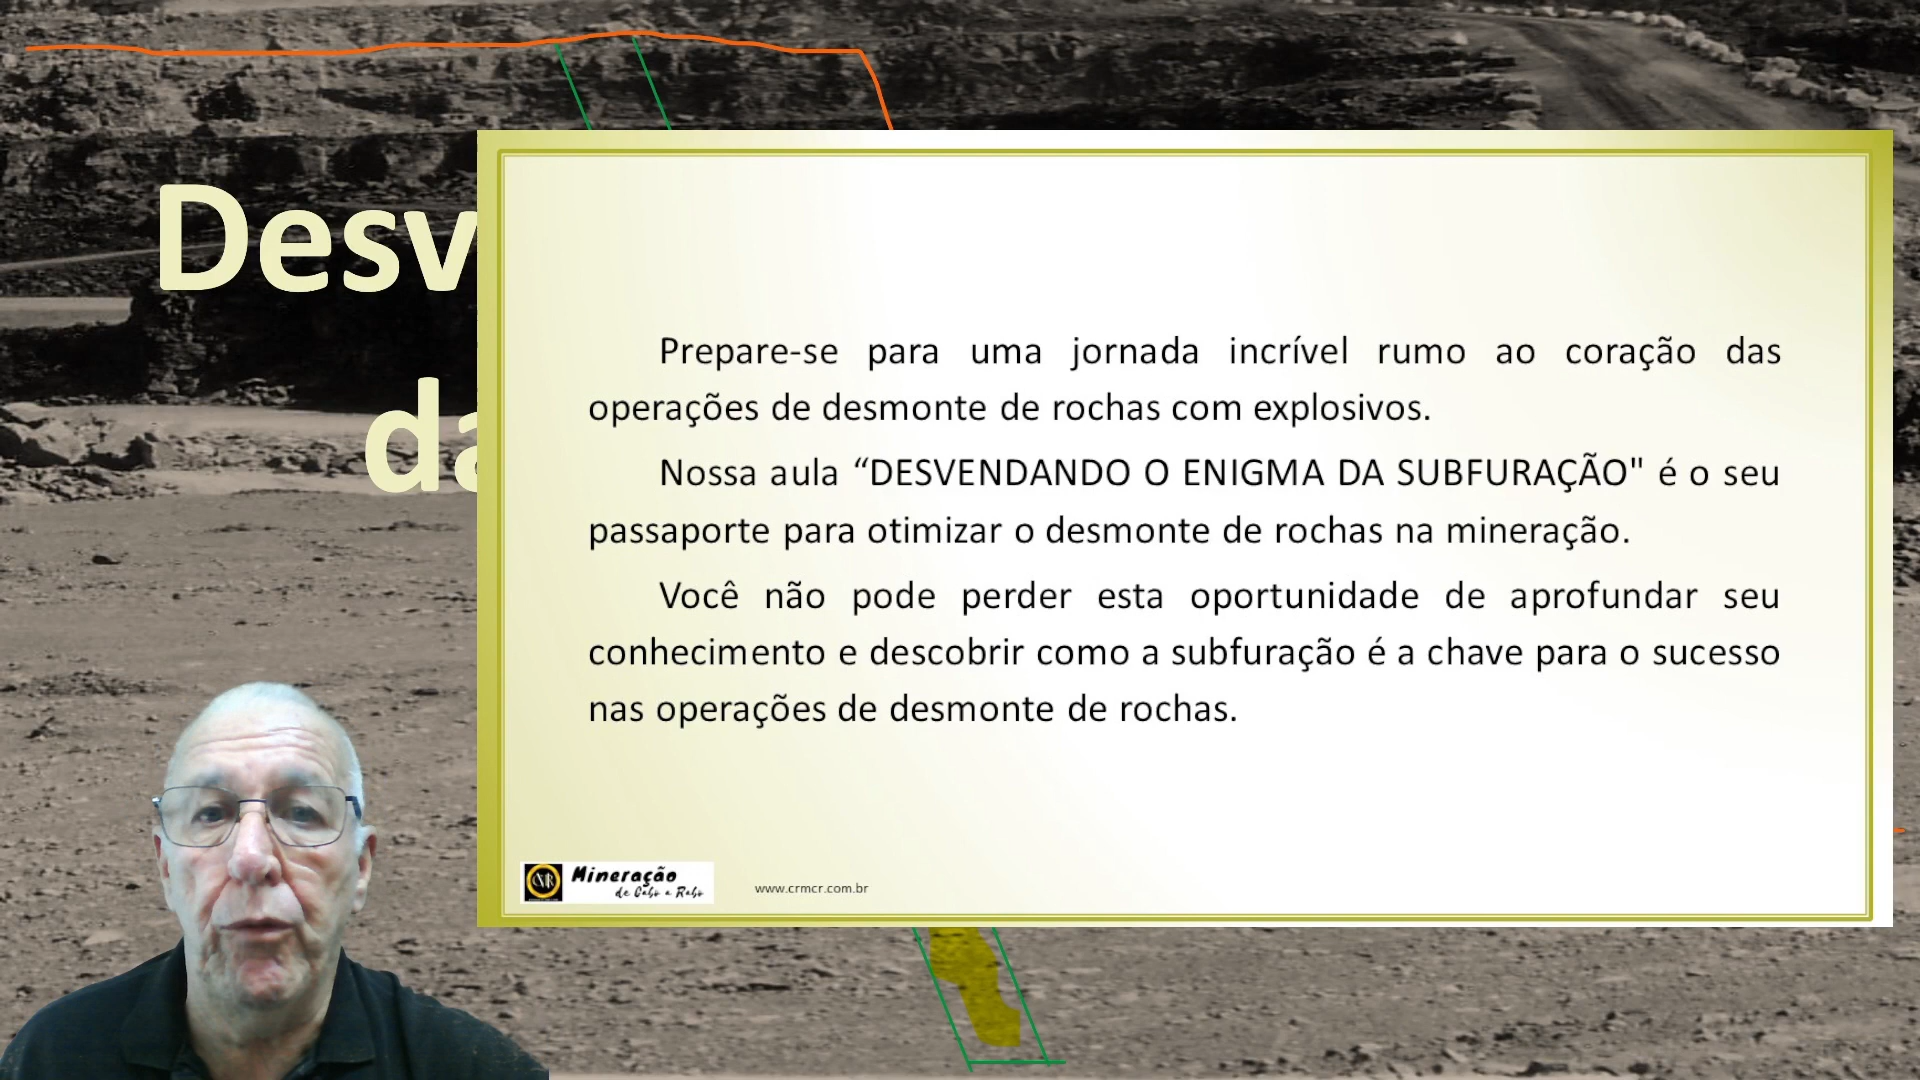 Desv
da
Prepare-se para uma jornada incrível rumo ao coração das
operações de desmonte de rochas com explosivos.
Nossa aula “DESVENDANDO O ENIGMA DA SUBFURAÇÃO" é o seu
passaporte para otimizar o desmonte de rochas na mineração.
Você não pode perder esta oportunidade de aprofundar seu
conhecimento e descobrir como a subfuração é a chave para o sucesso
nas operações de desmonte de rochas.
Mineração
de Cabo a Rabo
www.crmcr.com.br